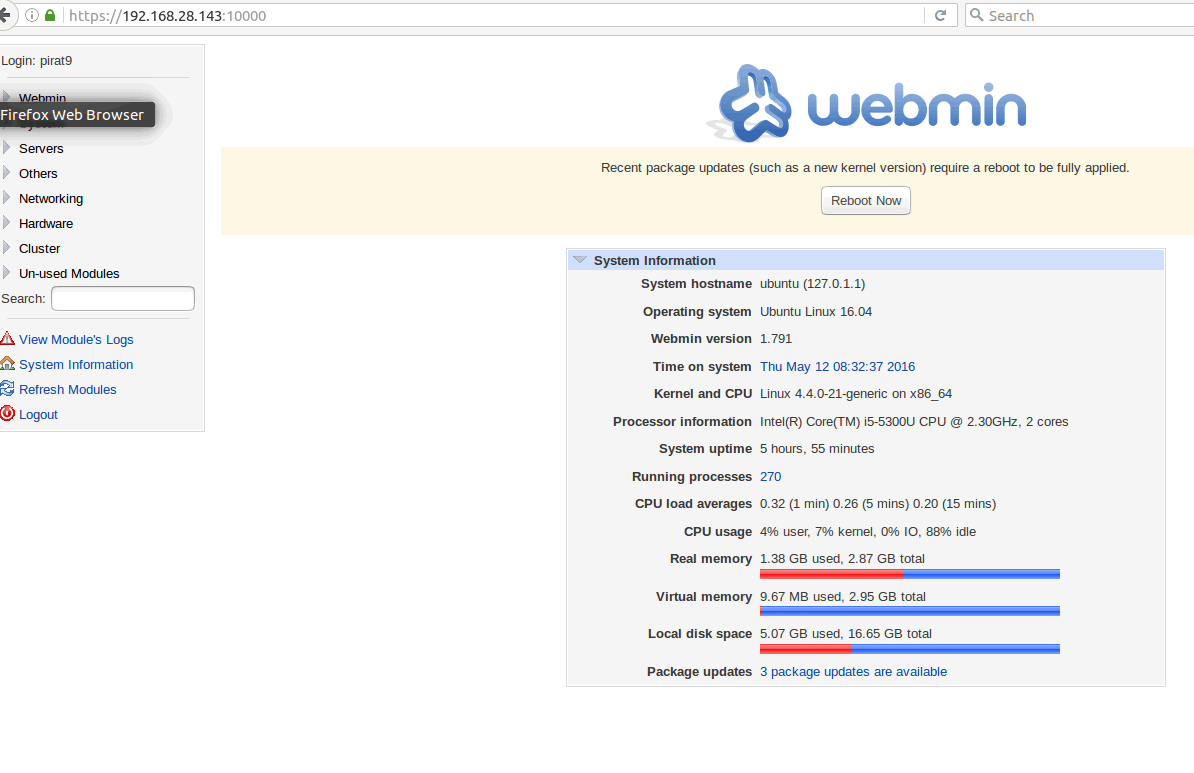 https://192.168.28.143:10000
Search
Login: pirat9
Webmin
Firefox Web Browser
Servers
Others
Networking
Hardware
Cluster
Un-used Modules
Search:
View Module's Logs
System Information
Refresh Modules
Logout
webmin
Recent package updates (such as a new kernel version) require a reboot to be fully applied.
Reboot Now
System Information
System hostname ubuntu (127.0.1.1)
Operating system Ubuntu Linux 16.04
Webmin version 1.791
Time on system Thu May 12 08:32:37 2016
Kernel and CPU Linux 4.4.0-21-generic on x86_64
Processor information Intel(R) Core(TM) i5-5300U CPU @ 2.30GHz, 2 cores
System uptime 5 hours, 55 minutes
Running processes 270
CPU load averages 0.32 (1 min) 0.26 (5 mins) 0.20 (15 mins)
CPU usage 4% user, 7% kernel, 0% IO, 88% idle
Real memory 1.38 GB used, 2.87 GB total
Virtual memory 9.67 MB used, 2.95 GB total
Local disk space 5.07 GB used, 16.65 GB total
Package updates 3 package updates are available